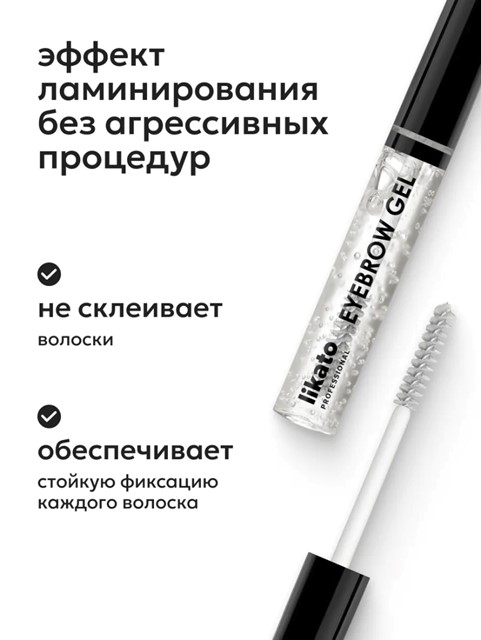 эффект
ламинирования
без агрессивных
процедур
не склеивает
волоски
обеспечивает
стойкую фиксацию
каждого волоска
likato
PROFESSIONAL
EYEBROW GEL